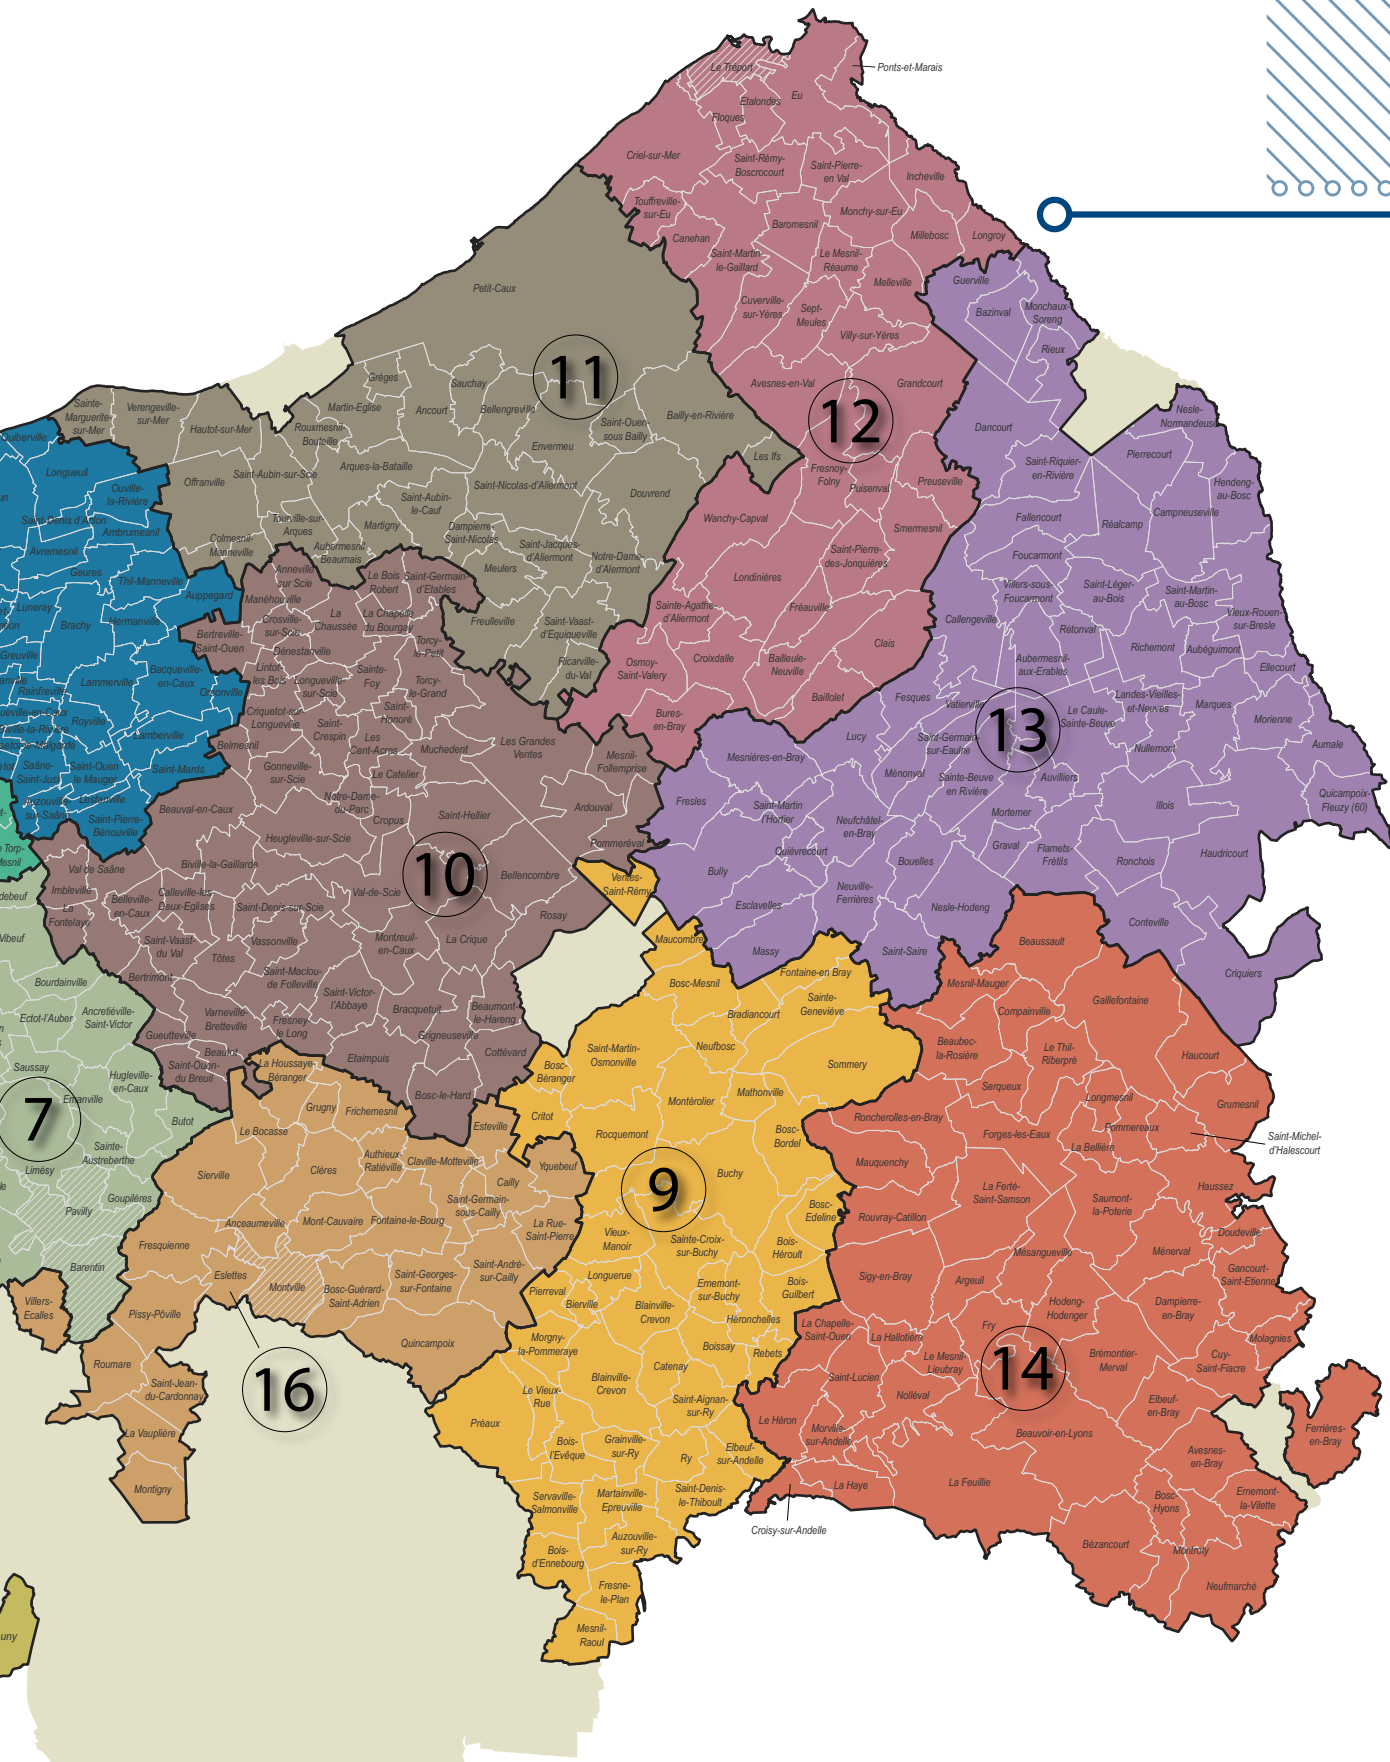 Le Tréport
Ponts-et-Marais
Eu
Etalondes
Floques
Criel-sur-Mer
Saint-Rémy-
Boscrocourt
Saint-Pierre-
en Val
Incheville
Touffreville-
sur-Eu
Monchy-sur-Eu
Baromesnil
Millebosc
Longroy
Canehan
Saint-Martin-
le-Gaillard
Le Mesnil-
Réaume
Melleville
Cuverville-
sur-Yères
Sept-
Meules
Villy-sur-Yères
Avesnes-en-Val
Grandcourt
12
Fresnoy-
Folny
Puisenval
Preuseville
Wanchy-Capval
Smermesnil
Saint-Pierre-
des-Jonquières
Londinières
Sainte-Agathe-
d'Aliermont
Fréauville
Clais
Croixdalle
Bailleule-
Neuville
Osmoy-
Saint-Valery
Baillolet
Bures-
en-Bray
Petit-Caux
11
Grèges
Sauchay
Martin-Eglise
Ancourt
Bellengreville
Bailly-en-Rivière
Saint-Ouen-
sous Bailly
Sainte-
Marguerite-
sur-Mer
Verengeville-
sur-Mer
Hautot-sur-Mer
Rouxmesnil-
Bouteille
Envermeu
Les Ifs
Arques-la-Bataille
Saint-Aubin-sur-Scie
Offranville
Saint-Nicolas-d'Aliermont
Douvrend
Saint-Aubin-
le-Cauf
Tourville-sur-
Arques
Martigny
Dampierre-
Saint-Nicolas
Colmesnil-
Manneville
Aubermesnil-
Beaumais
Saint-Jacques-
d'Aliermont
Notre-Dame-
d'Alermont
Meulers
Freulleville
Saint-Vaast-
d'Equiqueville
Ricarville-
du-Val
Quiberville
Longueuil
Ouville-
la-Rivière
Saint-Denis d'Aclon
Ambrumesnil
Avremesnil
Geures
Thil-Manneville
Auppegard
Luneray
Brachy
Hermanville
Greuville
Bacqueville-
en-Caux
Lammerville
Omonville
Rainfreville
Royville
Lamberville
Saâne-
Saint-Just
Saint-Ouen
le Mauger
Saint-Mards
Auzouville-
sur-Saâne
Lestanville
Saint-Pierre-
Bénouville
Anneville
sur Scie
Le Bois
Robert
Saint-Germain-
d'Etables
Manéhouville
Crosville-
sur-Scie
La
Chaussée
La Chapelle
du Bourgay
Bertreville-
Saint-Ouen
Dénestanville
Torcy-
le-Petit
Lintot-
les Bois
Longueville-
sur-Scie
Sainte-
Foy
Torcy-
le-Grand
Criquetot-sur-
Longueville
Saint-
Honoré
Saint-
Crespin
Les
Cent-Acres
Muchedent
Les Grandes
Ventes
Mesnil-
Follemprise
Belmesnil
Gonneville-
sur-Scie
Le Catelier
Notre-Dame-
du-Parc
Cropus
Saint-Hellier
Ardouval
Beauval-en-Caux
Heugleville-sur-Scie
Pommeréval
Val de Saâne
Biville-la-Gaillarde
10
Bellencombre
Imbleville
Belleville-
en-Caux
Calleville-les-
Deux-Eglises
Val-de-Scie
La
Fontelaye
Saint-Denis-sur-Scie
Rosay
Saint-Vaast-
du Val
Vassonville
Montreuil-
en-Caux
La Crique
Tôtes
Bertrimont
Saint-Maclou-
de Folleville
Saint-Victor-
l'Abbaye
Bracquetuit
Beaumont-
le-Hareng
Varneville-
Bretteville
Fresney-
le Long
Grigneuseville
Gueutteville
Beautot
Etaimpuis
Cottévard
Saint-Ouen-
du Breuil
Bosc-le-Hard
Guerville
Bazinval
Monchaux-
Soreng
Rieux
Dancourt
Nesle-
Normandeuse
Pierrecourt
Saint-Riquier-
en-Rivière
Hendeng-
au-Bosc
Campneuseville
Fallencourt
Réalcamp
Foucarmont
Villers-sous-
Foucarmont
Saint-Léger-
au-Bois
Saint-Martin-
au-Bosc
Vieux-Rouen-
sur-Bresle
Callengeville
Rétonval
Richemont
Aubéguimont
Aubermesnil-
aux-Erables
Ellecourt
Fesques
Vatierville
Landes-Vieilles-
et-Neuves
Marques
Le Caule-
Sainte-Beuve
Morienne
Lucy
Saint-Germain-
sur-Eaulne
13
Nullemont
Aumale
Mesnières-en-Bray
Ménonval
Sainte-Beuve
en Rivière
Auvilliers
Quicampoix-
Fleuzy (60)
Fresles
Saint-Martin
l'Hortier
Neufchâtel-
en-Bray
Mortemer
Illois
Quièvrecourt
Graval
Flamets-
Frétils
Bully
Bouelles
Ronchois
Haudricourt
Neuville-
Ferrières
Esclavelles
Nesle-Hodeng
Conteville
Massy
Saint-Saire
Criquiers
Bourdainville
Ectot-l'Auber
Ancretiéville-
Saint-Victor
Saussay
Hugleville-
en-Caux
7
Emanville
Butot
Sainte-
Austreberthe
Limésy
Goupilères
Pavilly
Barentin
Villers-
Ecalles
La Houssaye-
Béranger
Grugny
Frichemesnil
Esteville
Le Bocasse
Authieux-
Ratiéville
Claville-Motteville
Sierville
Clères
Cailly
Yquebeuf
Saint-Germain-
sous-Cailly
Anceaumeville
Mont-Cauvaire
Fontaine-le-Bourg
La Rue-
Saint-Pierre
Fresquienne
Eslettes
Montville
Bosc-Guérard-
Saint-Adrien
Saint-Georges-
sur-Fontaine
Saint-André-
sur-Cailly
Pissy-Pôville
Quincampoix
Roumare
16
Saint-Jean-
du-Cardonnay
La Vauplière
Montigny
Ventes-
Saint-Rémy
Maucombre
Bosc-Mesnil
Fontaine-en Bray
Bradiancourt
Sainte-
Geneviève
Saint-Martin-
Osmonville
Neufbosc
Sommery
Bosc-
Béranger
Mathonville
Montérolier
Critot
Rocquemont
Bosc-
Bordel
9
Buchy
Bosc-
Edeline
Vieux-
Manoir
Sainte-Croix-
sur-Buchy
Bois-
Héroult
Longuerue
Ernemont-
sur-Buchy
Bois-
Guilbert
Pierreval
Bierville
Blainville-
Crevon
Héronchelles
Morgny-
la-Pommeraye
Boissay
Rebets
Catenay
Blainville-
Crevon
Le Vieux-
Rue
Saint-Aignan-
sur-Ry
Préaux
Bois-
l'Evêque
Grainville-
sur-Ry
Ry
Elbeuf-
sur-Andelle
Servaville-
Salmonville
Martainville-
Epreuville
Saint-Denis-
le-Thiboult
Auzouville-
sur-Ry
Bois-
d'Ennebourg
Fresne-
le-Plan
Mesnil-
Raoul
Beaussault
Mesnil-Mauger
Gaillefontaine
Compainville
Beaubec-
la-Rosière
Le Thil-
Riberpré
Haucourt
Serqueux
Longmesnil
Grumesnil
Roncherolles-en-Bray
Forges-les-Eaux
Pommereaux
La Bellière
Saint-Michel-
d'Halescourt
Mauquenchy
La Ferté-
Saint-Samson
Saumont-
la-Poterie
Haussez
Rouvray-Catillon
Doudeville
Mésangueville
Ménerval
Sigy-en-Bray
Argeuil
Gancourt-
Saint-Etienne
Hodeng-
Hodenger
Dampierre-
en-Bray
La Chapelle-
Saint-Ouen
La Hallotière
Fry
Molagnies
Le Mesnil-
Lieubray
14
Brémontier-
Merval
Cuy-
Saint-Fiacre
Saint-Lucien
Nolléval
Elbeuf-
en-Bray
Le Héron
Morville-
sur-Andelle
Beauvoir-en-Lyons
Ferrières-
en-Bray
Avesnes-
en-Bray
La Haye
La Feuillie
Bosc-
Hyons
Ernemont-
la-Vilette
Croisy-sur-Andelle
Bézancourt
Montroty
Neufmarché